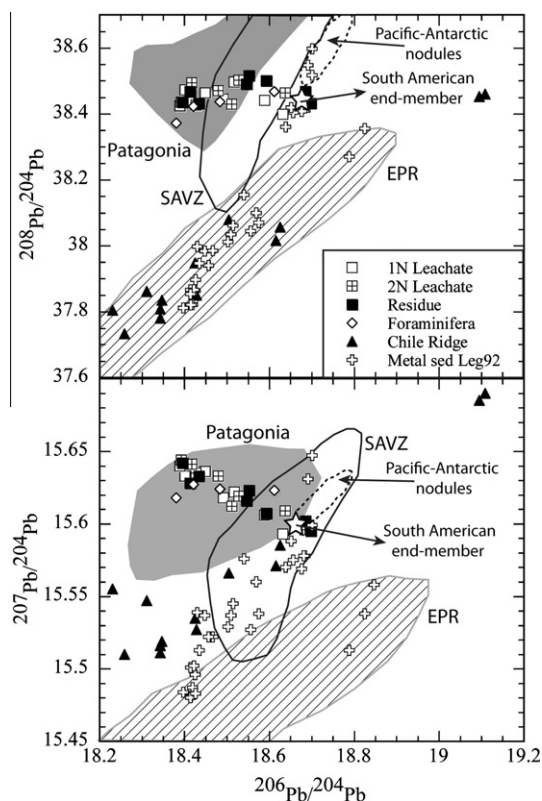 38.6
38.4
38.2
38
37.8
37.6
208Pb/204Pb
Pacific-Antarctic
nodules
South American
end-member
Patagonia
SAVZ
EPR
1N Leachate
2N Leachate
Residue
Foraminifera
Chile Ridge
Metal sed Leg92
15.65
15.6
15.55
15.5
15.45
207Pb/204Pb
Patagonia
SAVZ
Pacific-Antarctic
nodules
South American
end-member
EPR
18.2
18.4
18.6
18.8
19
19.2
206Pb/204Pb